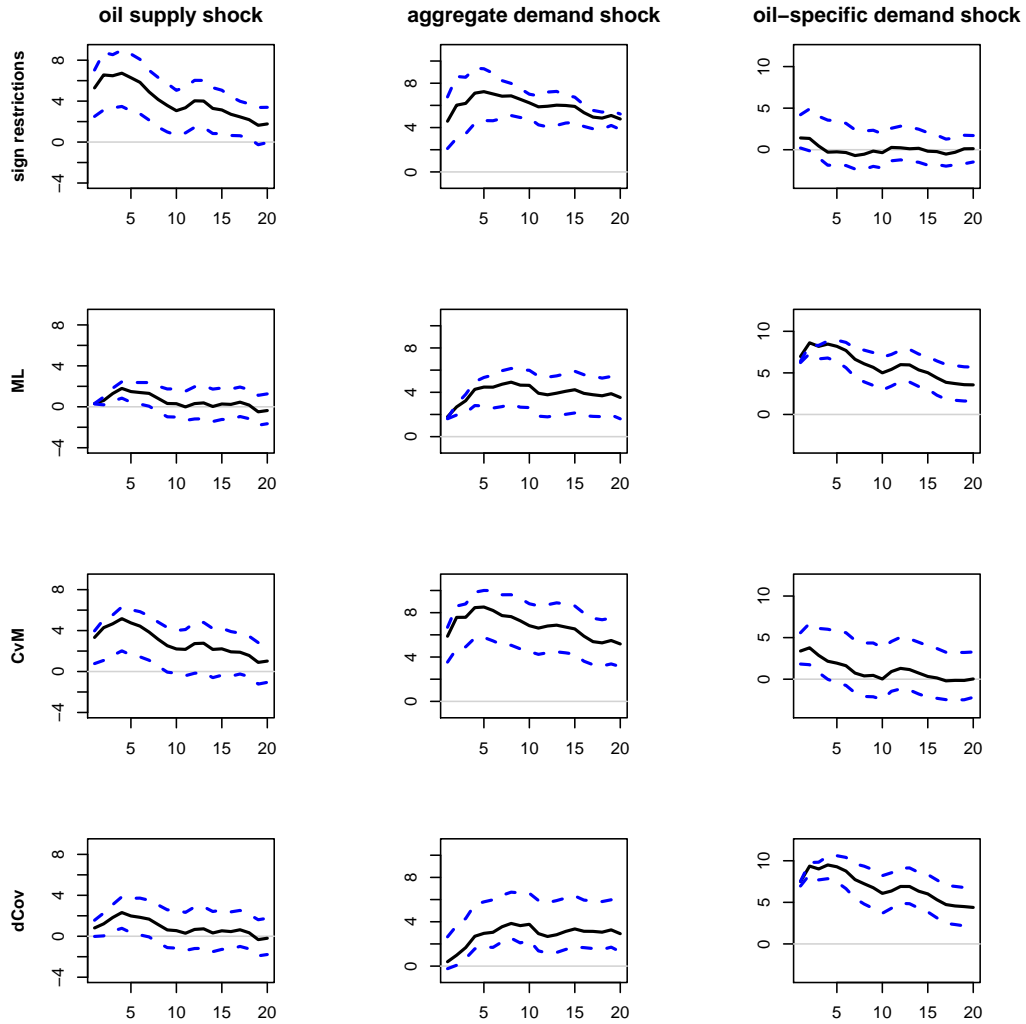 oil supply shock
aggregate demand shock
oil−specific demand shock
sign restrictions
−4 0 4 8
5 10 15 20
0 4 8
5 10 15 20
0 5 10
5 10 15 20
ML
−4 0 4 8
5 10 15 20
0 4 8
5 10 15 20
0 5 10
5 10 15 20
CvM
−4 0 4 8
5 10 15 20
0 4 8
5 10 15 20
0 5 10
5 10 15 20
dCov
−4 0 4 8
5 10 15 20
0 4 8
5 10 15 20
0 5 10
5 10 15 20